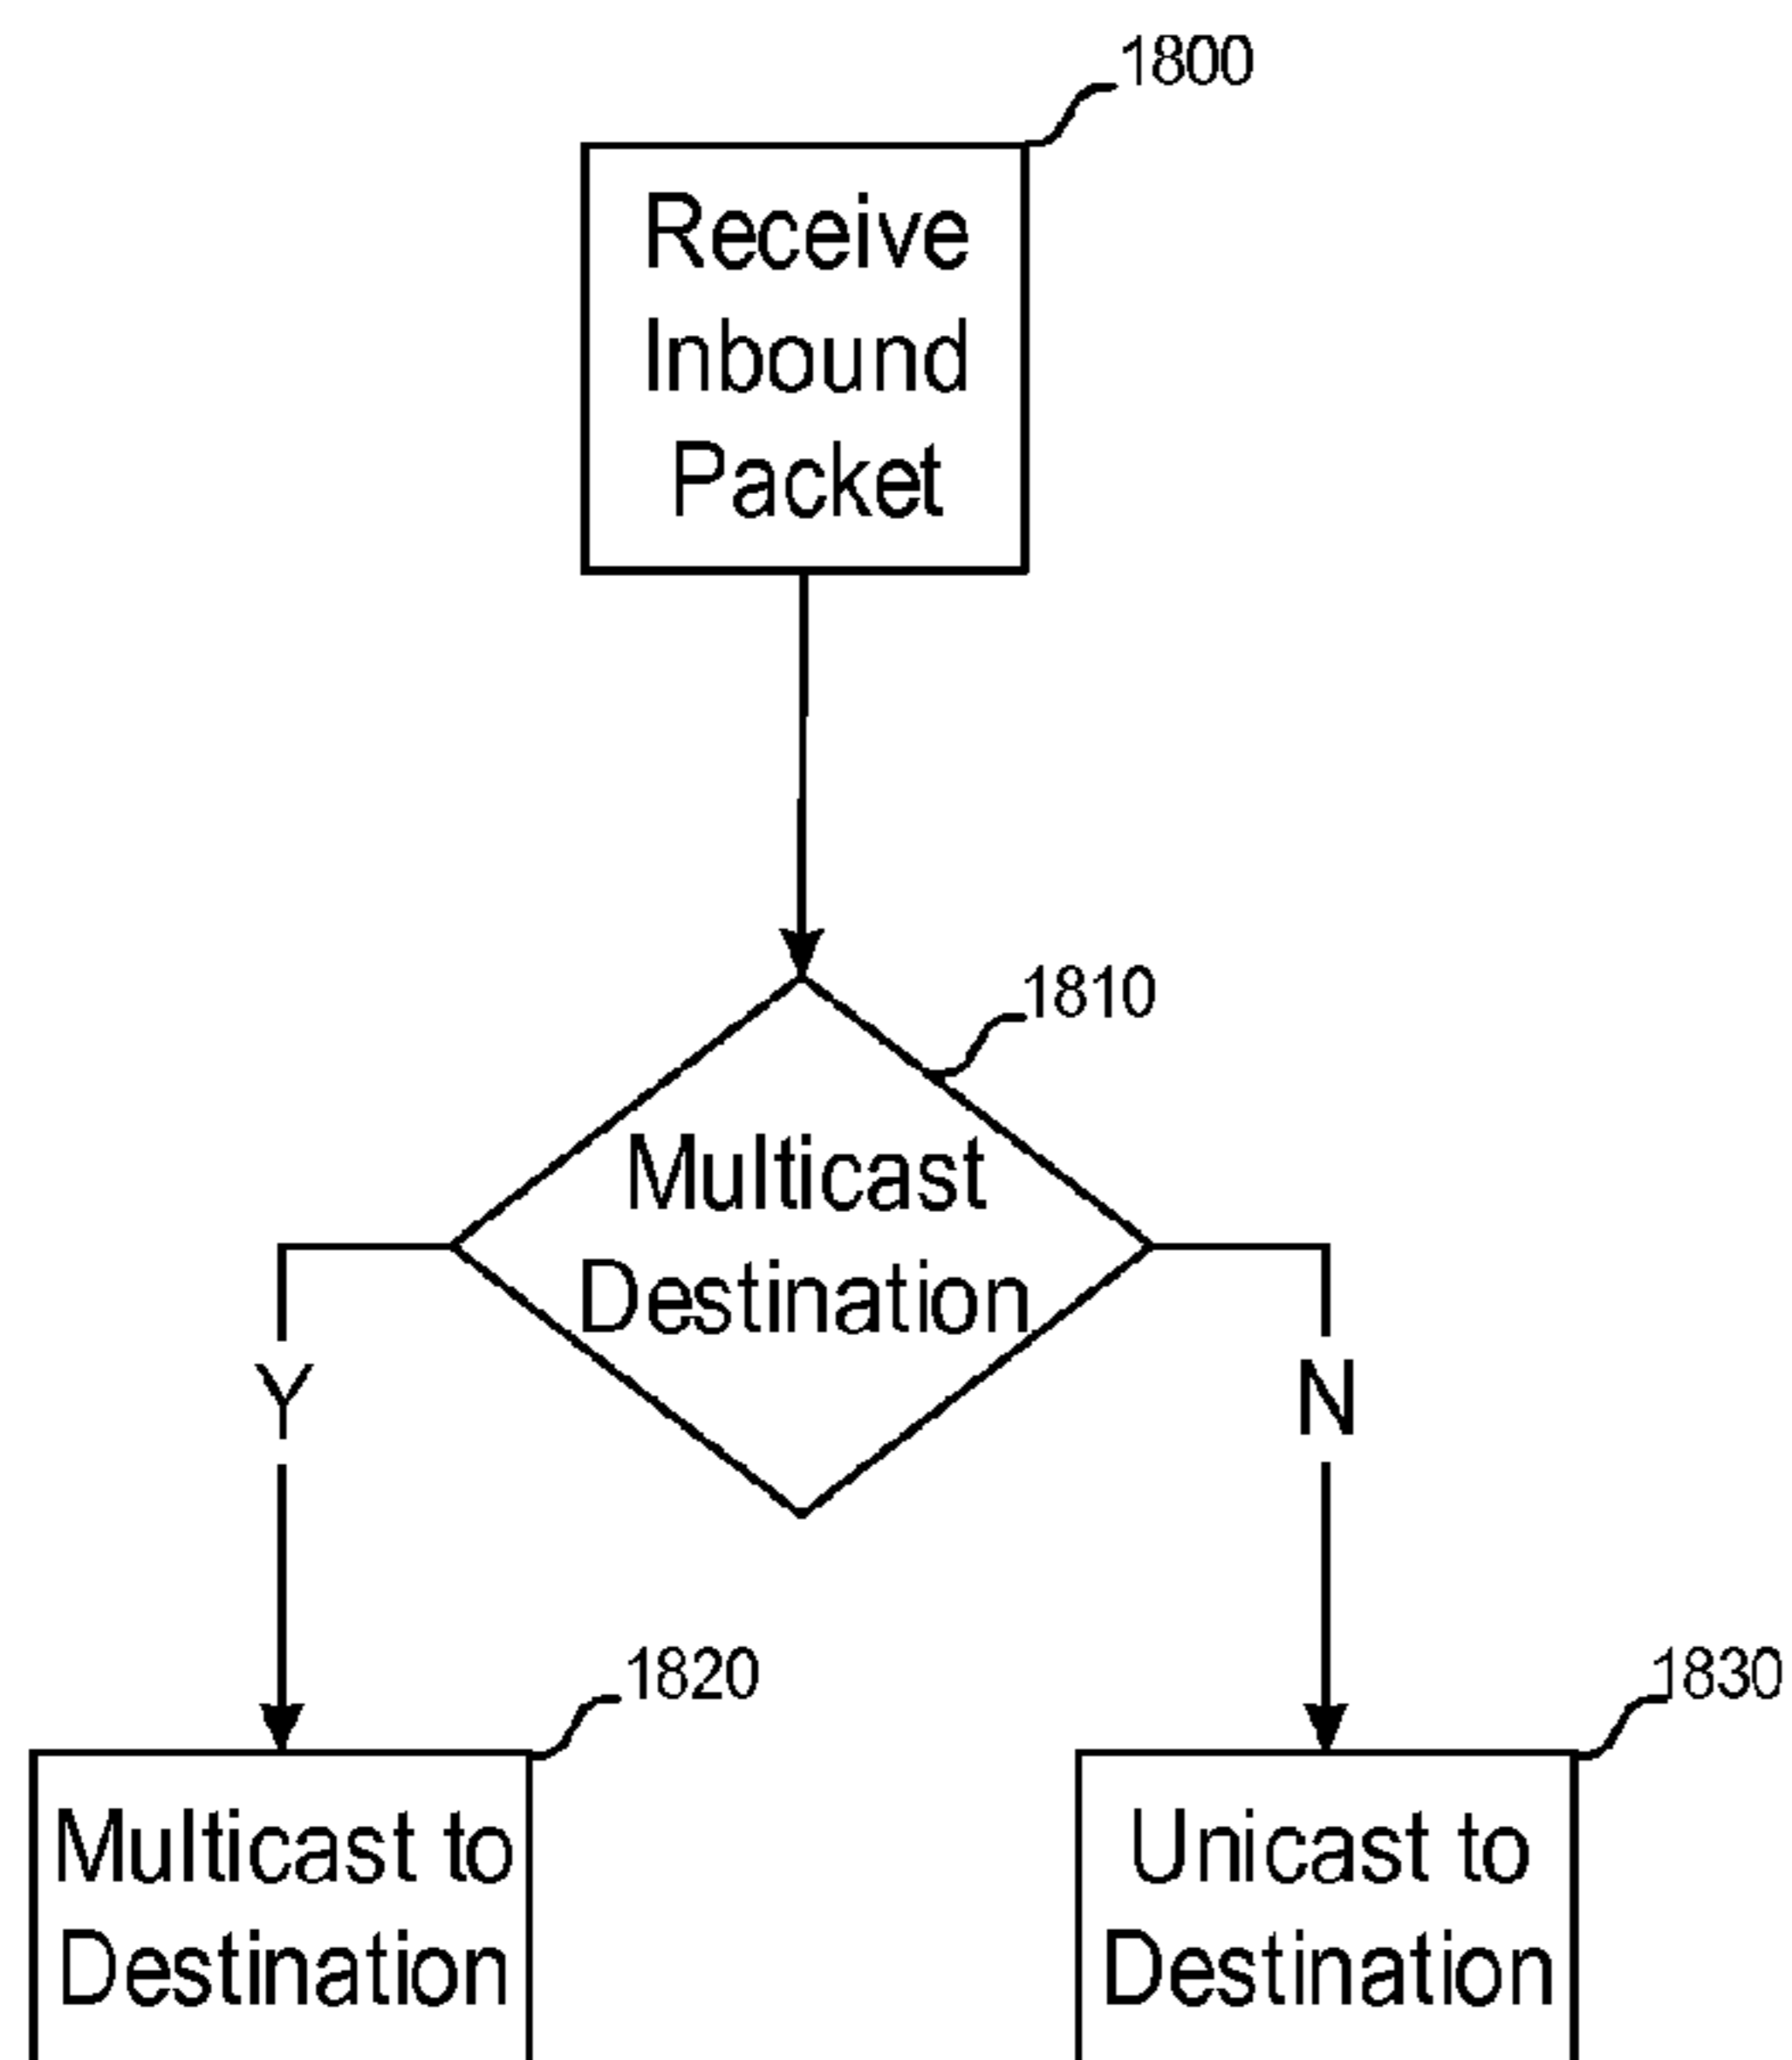 1800
Receive
Inbound
Packet
1810
Multicast
Destination
Y
N
1820
1830
Multicast to
Destination
Unicast to
Destination